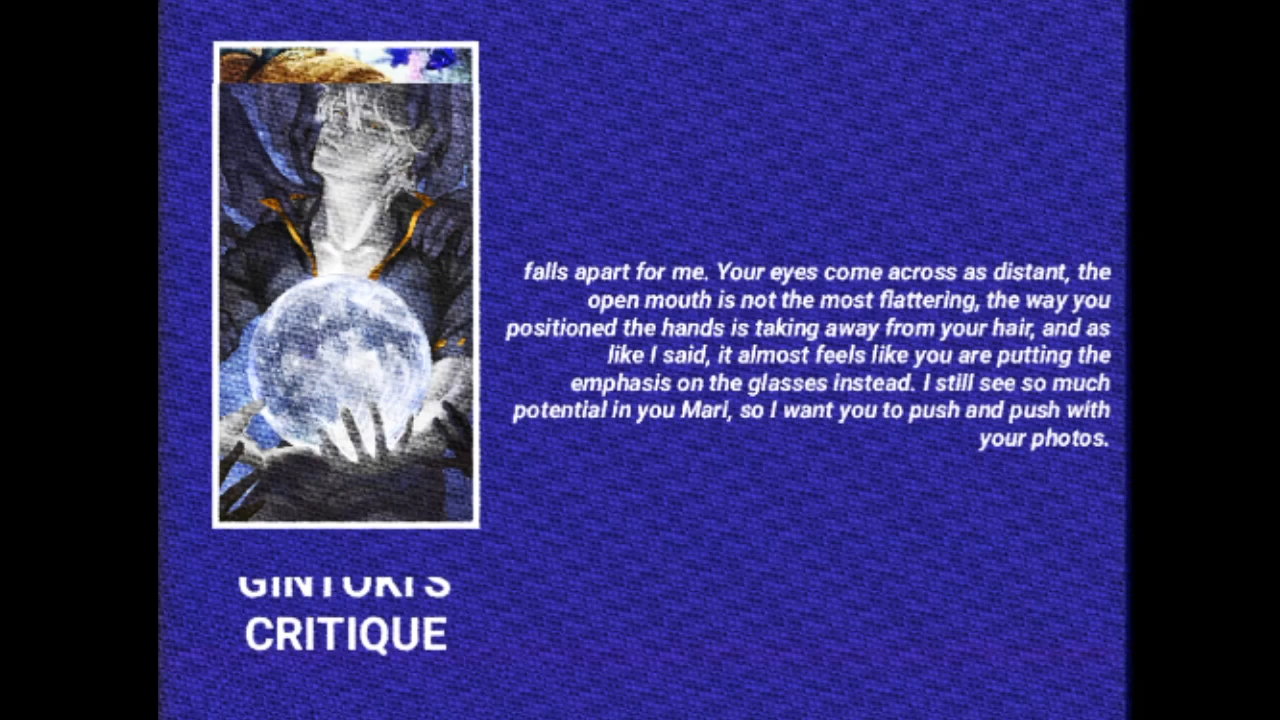 falls apart for me. Your eyes come across as distant, the
open mouth is not the most flattering, the way you
positioned the hands is taking away from your hair, and as
like I said, it almost feels like you are putting the
emphasis on the glasses instead. I still see so much
potential in you Mari, so I want you to push and push with
your photos.
GINTOKI'S
CRITIQUE